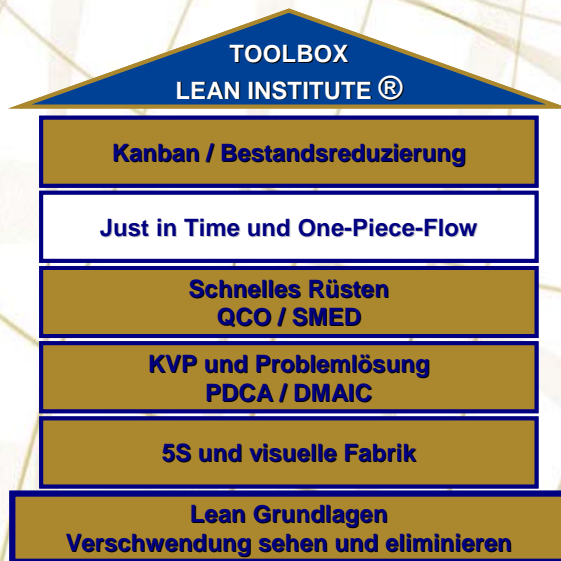 TOOLBOX
LEAN INSTITUTE ®
Kanban / Bestandsreduzierung
Just in Time und One-Piece-Flow
Schnelles Rüsten
QCO / SMED
KVP und Problemlösung
PDCA / DMAIC
5S und visuelle Fabrik
Lean Grundlagen
Verschwendung sehen und eliminieren